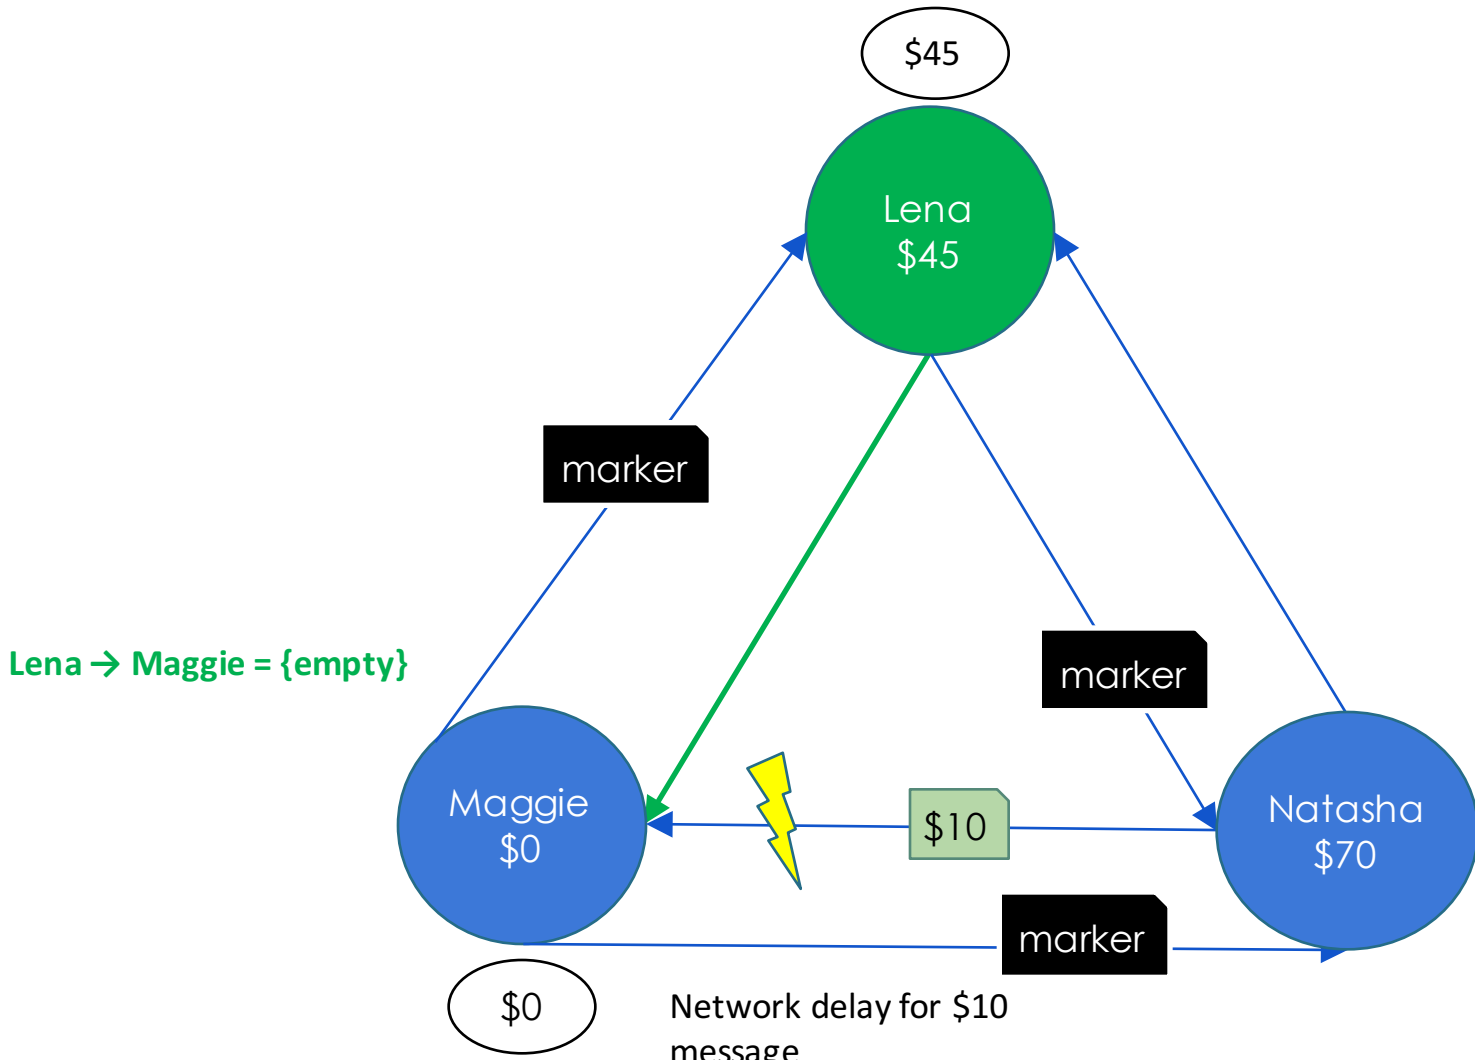 $45
Lena
$45
marker
Lena → Maggie = {empty}
marker
Maggie
$0
$10
Natasha
$70
marker
$0
Network delay for $10
message